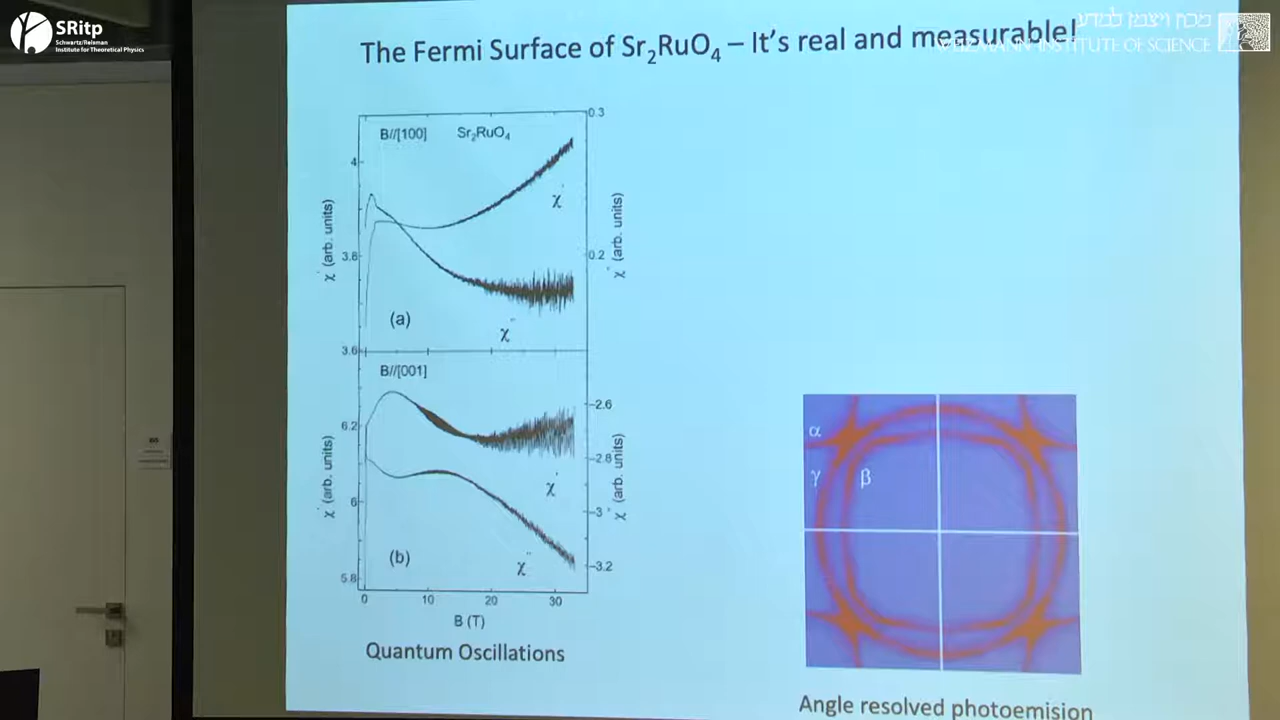 SRitp
Schwartz/Reisman
Institute for Theoretical Physics
מכון ויצמן למדע
WEIZMANN INSTITUTE OF SCIENCE
The Fermi Surface of Sr₂RuO₄ – It's real and measurable!
B//[100] Sr₂RuO₄
0.3
4
χ'
χ' (arb. units)
3.8
0.2
χ" (arb. units)
(a)
χ"
3.6
B//[001]
6.2
-2.6
-2.8
χ' (arb. units)
χ'
χ" (arb. units)
6
-3
(b)
χ"
-3.2
5.8
0 10 20 30
B (T)
Quantum Oscillations
α
γ β
Angle resolved photoemision